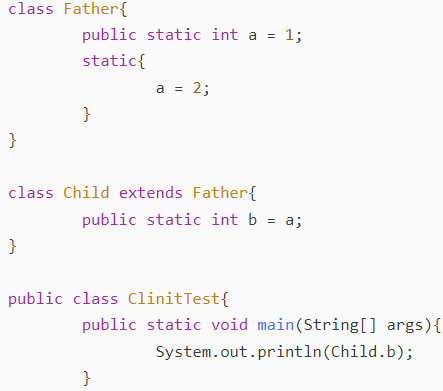 class Father{
        public static int a = 1;
        static{
                a = 2;
        }
}

class Child extends Father{
        public static int b = a;
}

public class ClinitTest{
        public static void main(String[] args){
                System.out.println(Child.b);
        }